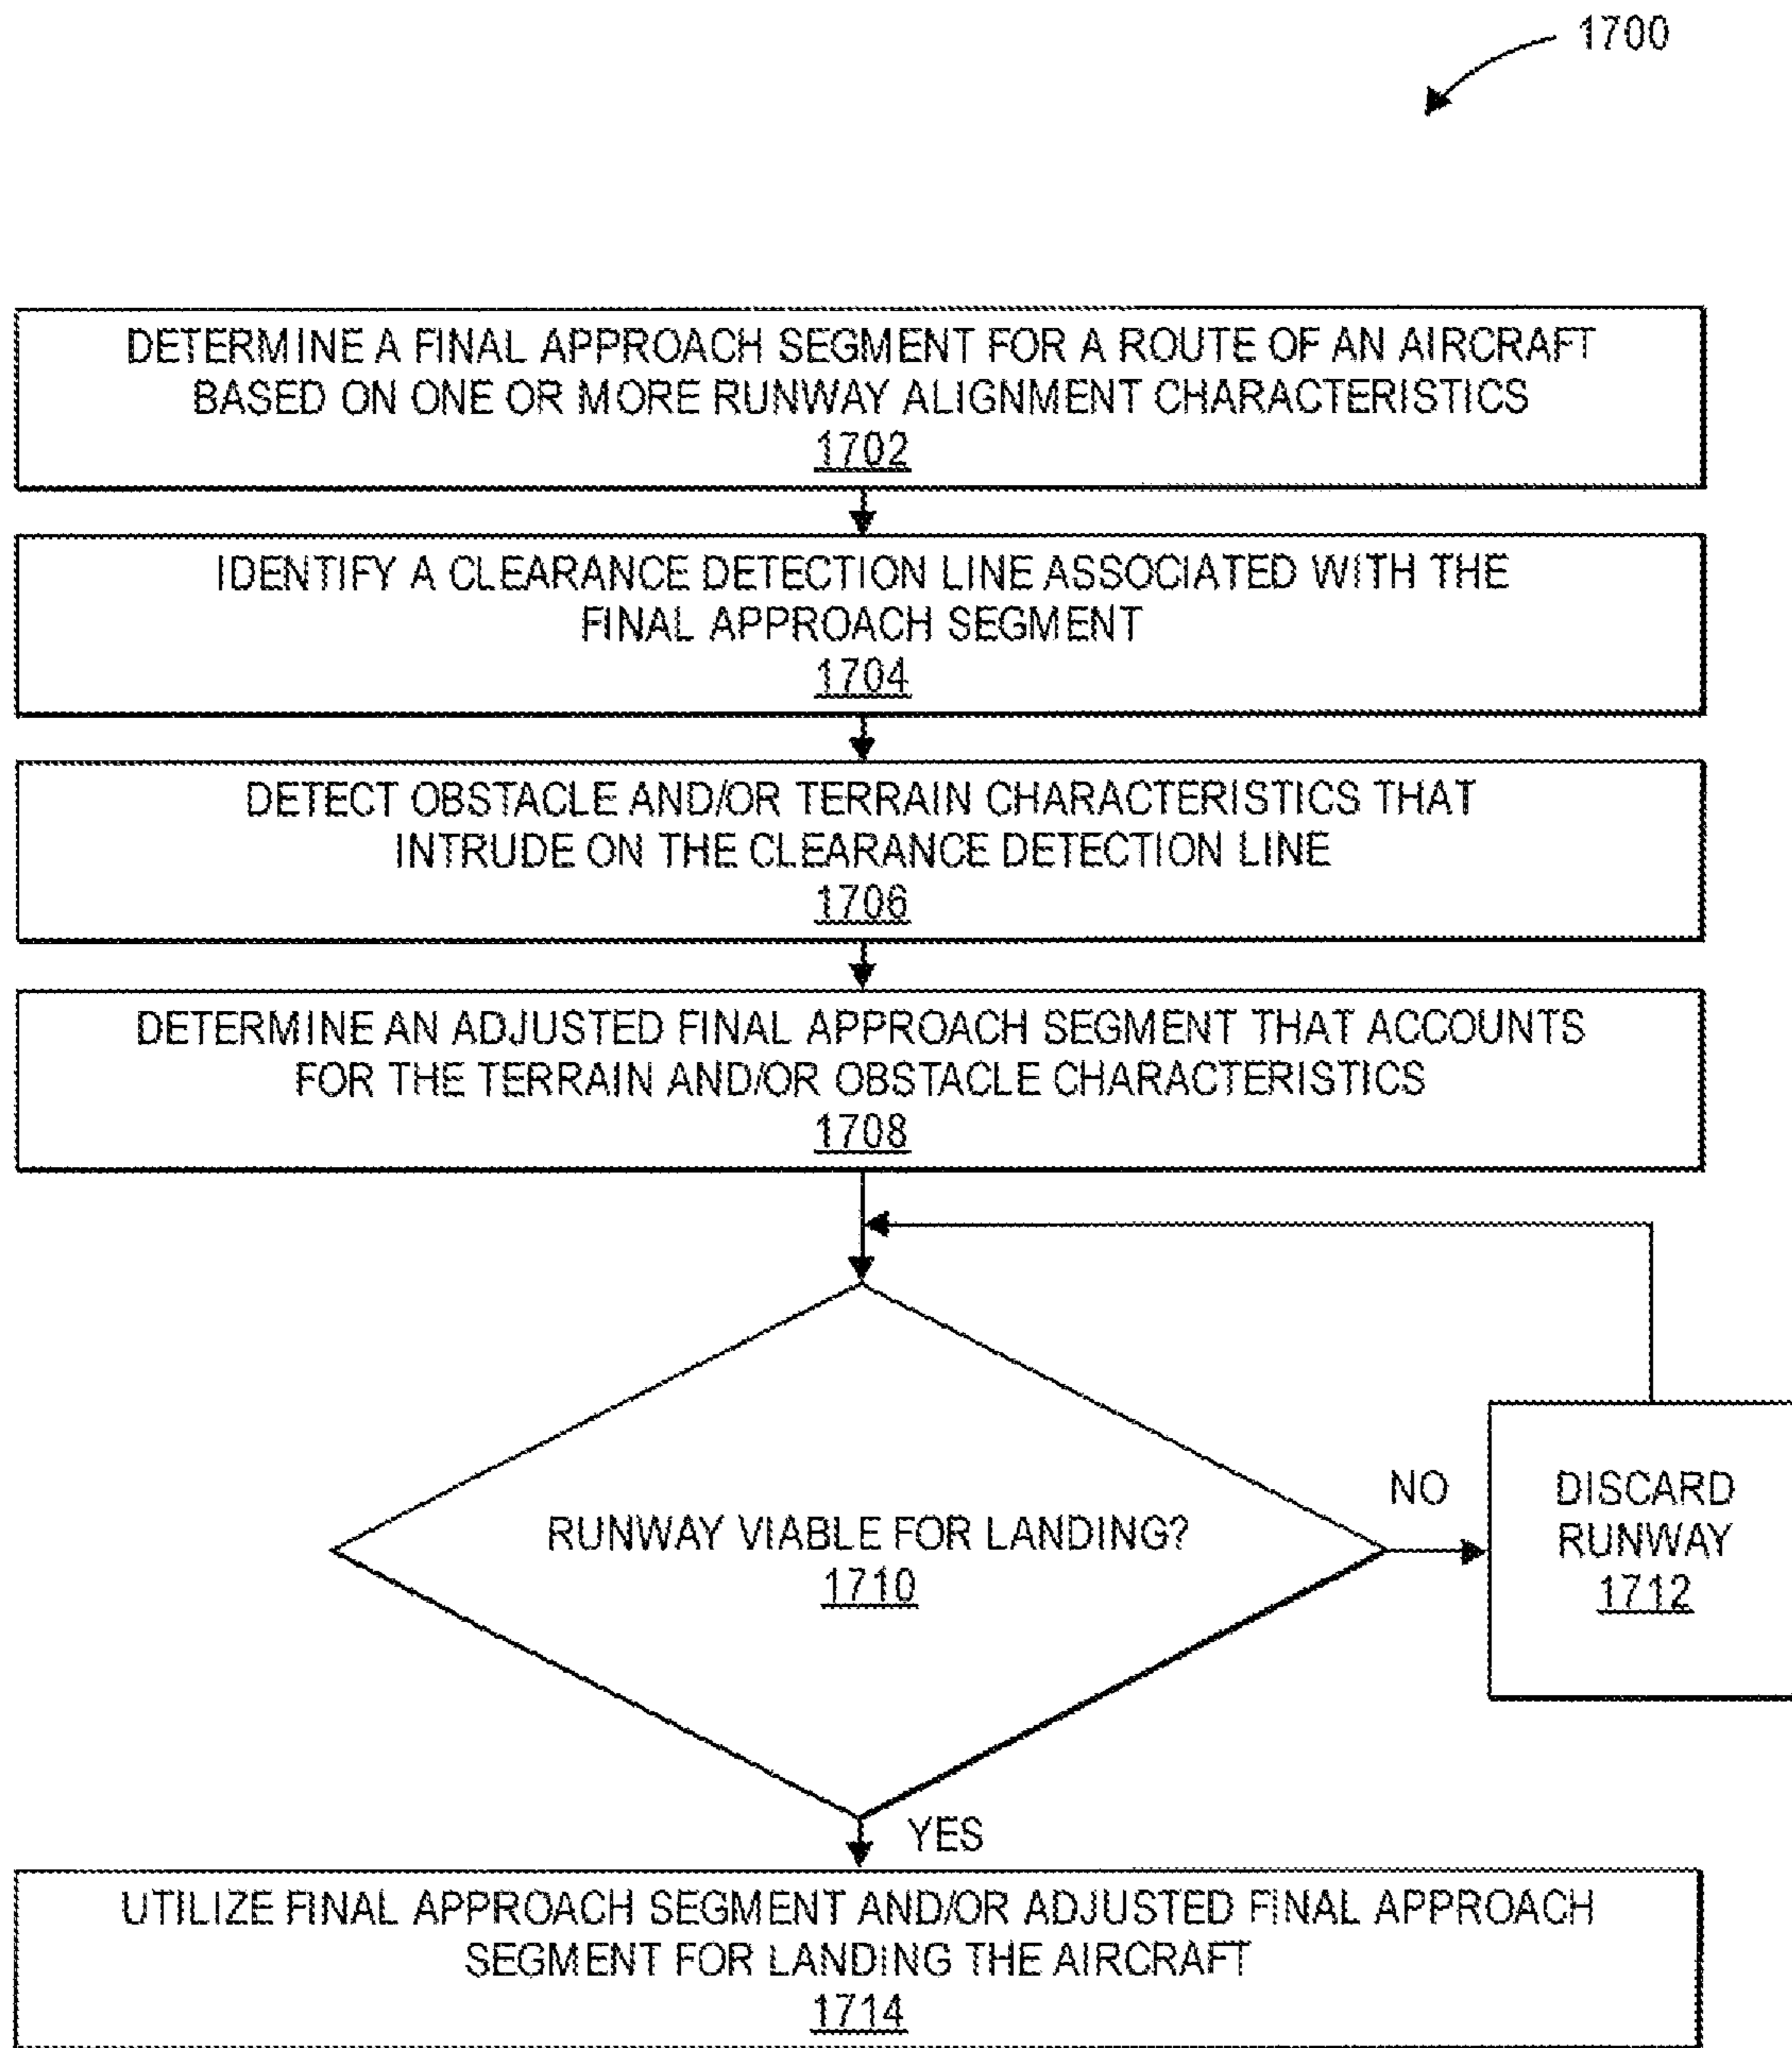 1700
DETERMINE A FINAL APPROACH SEGMENT FOR A ROUTE OF AN AIRCRAFT
BASED ON ONE OR MORE RUNWAY ALIGNMENT CHARACTERISTICS
1702
IDENTIFY A CLEARANCE DETECTION LINE ASSOCIATED WITH THE
FINAL APPROACH SEGMENT
1704
DETECT OBSTACLE AND/OR TERRAIN CHARACTERISTICS THAT
INTRUDE ON THE CLEARANCE DETECTION LINE
1706
DETERMINE AN ADJUSTED FINAL APPROACH SEGMENT THAT ACCOUNTS
FOR THE TERRAIN AND/OR OBSTACLE CHARACTERISTICS
1708
RUNWAY VIABLE FOR LANDING?
1710
NO
DISCARD
RUNWAY
1712
YES
UTILIZE FINAL APPROACH SEGMENT AND/OR ADJUSTED FINAL APPROACH
SEGMENT FOR LANDING THE AIRCRAFT
1714